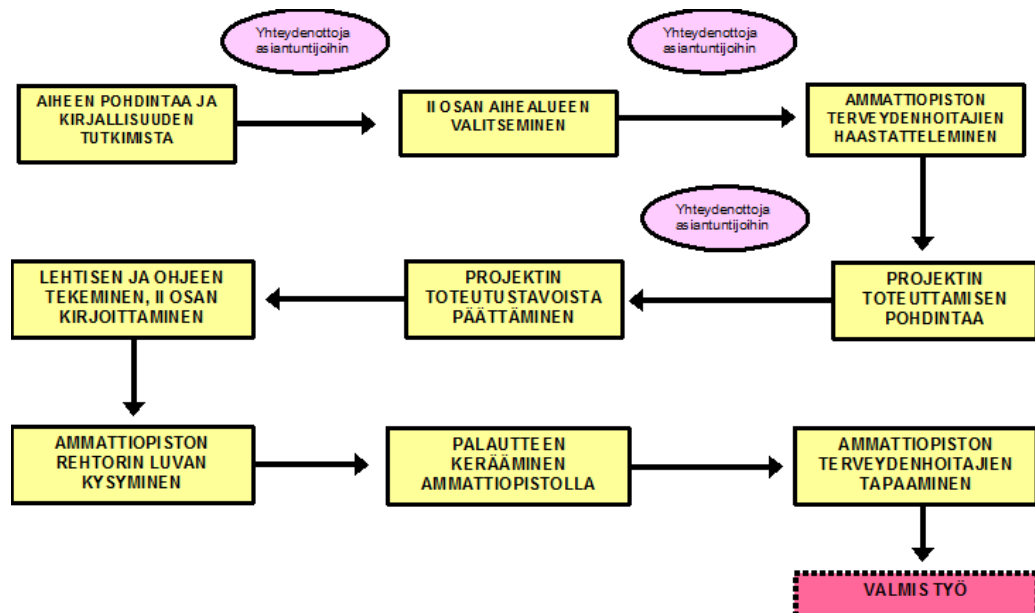 Yhteydenottoja
asiantuntijoihin
Yhteydenottoja
asiantuntijoihin
AIHEEN POHDINTAA JA
KIRJALLISUUDEN
TUTKIMISTA
II OSAN AIHEALUEEN
VALITSEMINEN
AMMATTIOPISTON
TERVEYDENHOITAJIEN
HAASTATTELEMINEN
Yhteydenottoja
asiantuntijoihin
PROJEKTIN
TOTEUTTAMISEN
POHDINTAA
PROJEKTIN
TOTEUTUSTAVOISTA
PÄÄTTÄMINEN
LEHTISEN JA OHJEEN
TEKEMINEN, II OSAN
KIRJOITTAMINEN
AMMATTIOPISTON
REHTORIN LUVAN
KYSYMINEN
PALAUTTEEN
KERÄÄMINEN
AMMATTIOPISTOLLA
AMMATTIOPISTON
TERVEYDENHOITAJIEN
TAPAAMINEN
VALMIS TYÖ